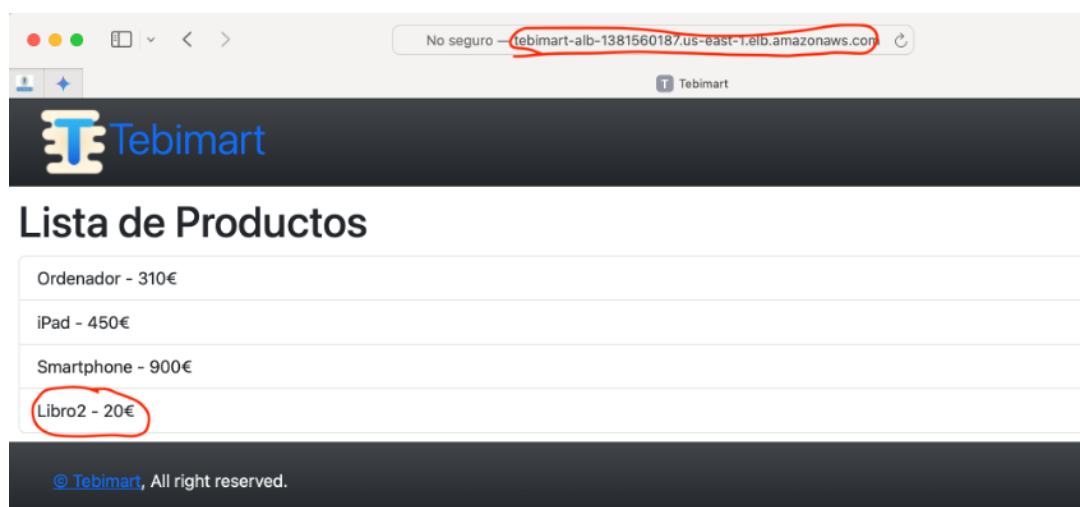 No seguro — tebimart-alb-1381560187.us-east-1.elb.amazonaws.com
T Tebimart
T Tebimart
Lista de Productos
Ordenador - 310€
iPad - 450€
Smartphone - 900€
Libro2 - 20€
© Tebimart, All right reserved.